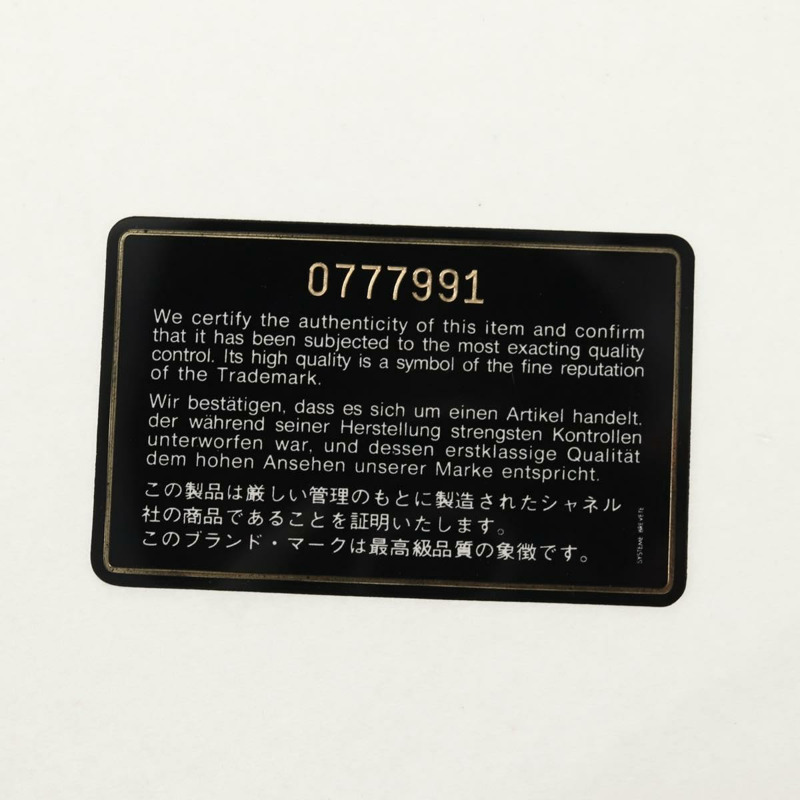 0777991
We certify the authenticity of this item and confirm
that it has been subjected to the most exacting quality
control. Its high quality is a symbol of the fine reputation
of the Trademark.
Wir bestätigen, dass es sich um einen Artikel handelt.
der während seiner Herstellung strengsten Kontrollen
unterworfen war, und dessen erstklassige Qualität
dem hohen Ansehen unserer Marke entspricht.
この製品は厳しい管理のもとに製造されたシャネル
社の商品であることを証明いたします。
このブランド・マークは最高級品質の象徴です。